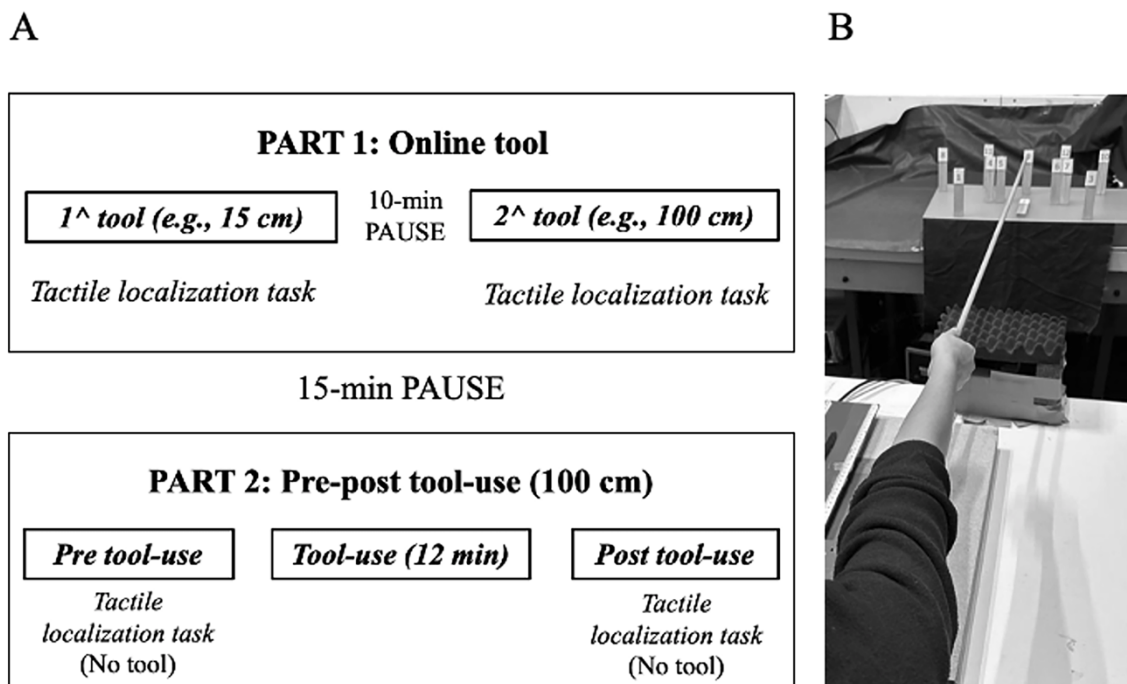 A
B
PART 1: Online tool
1^ tool (e.g., 15 cm)
10-min
PAUSE
2^ tool (e.g., 100 cm)
Tactile localization task
Tactile localization task
15-min PAUSE
PART 2: Pre-post tool-use (100 cm)
Pre tool-use
Tool-use (12 min)
Post tool-use
Tactile
localization task
(No tool)
Tactile
localization task
(No tool)